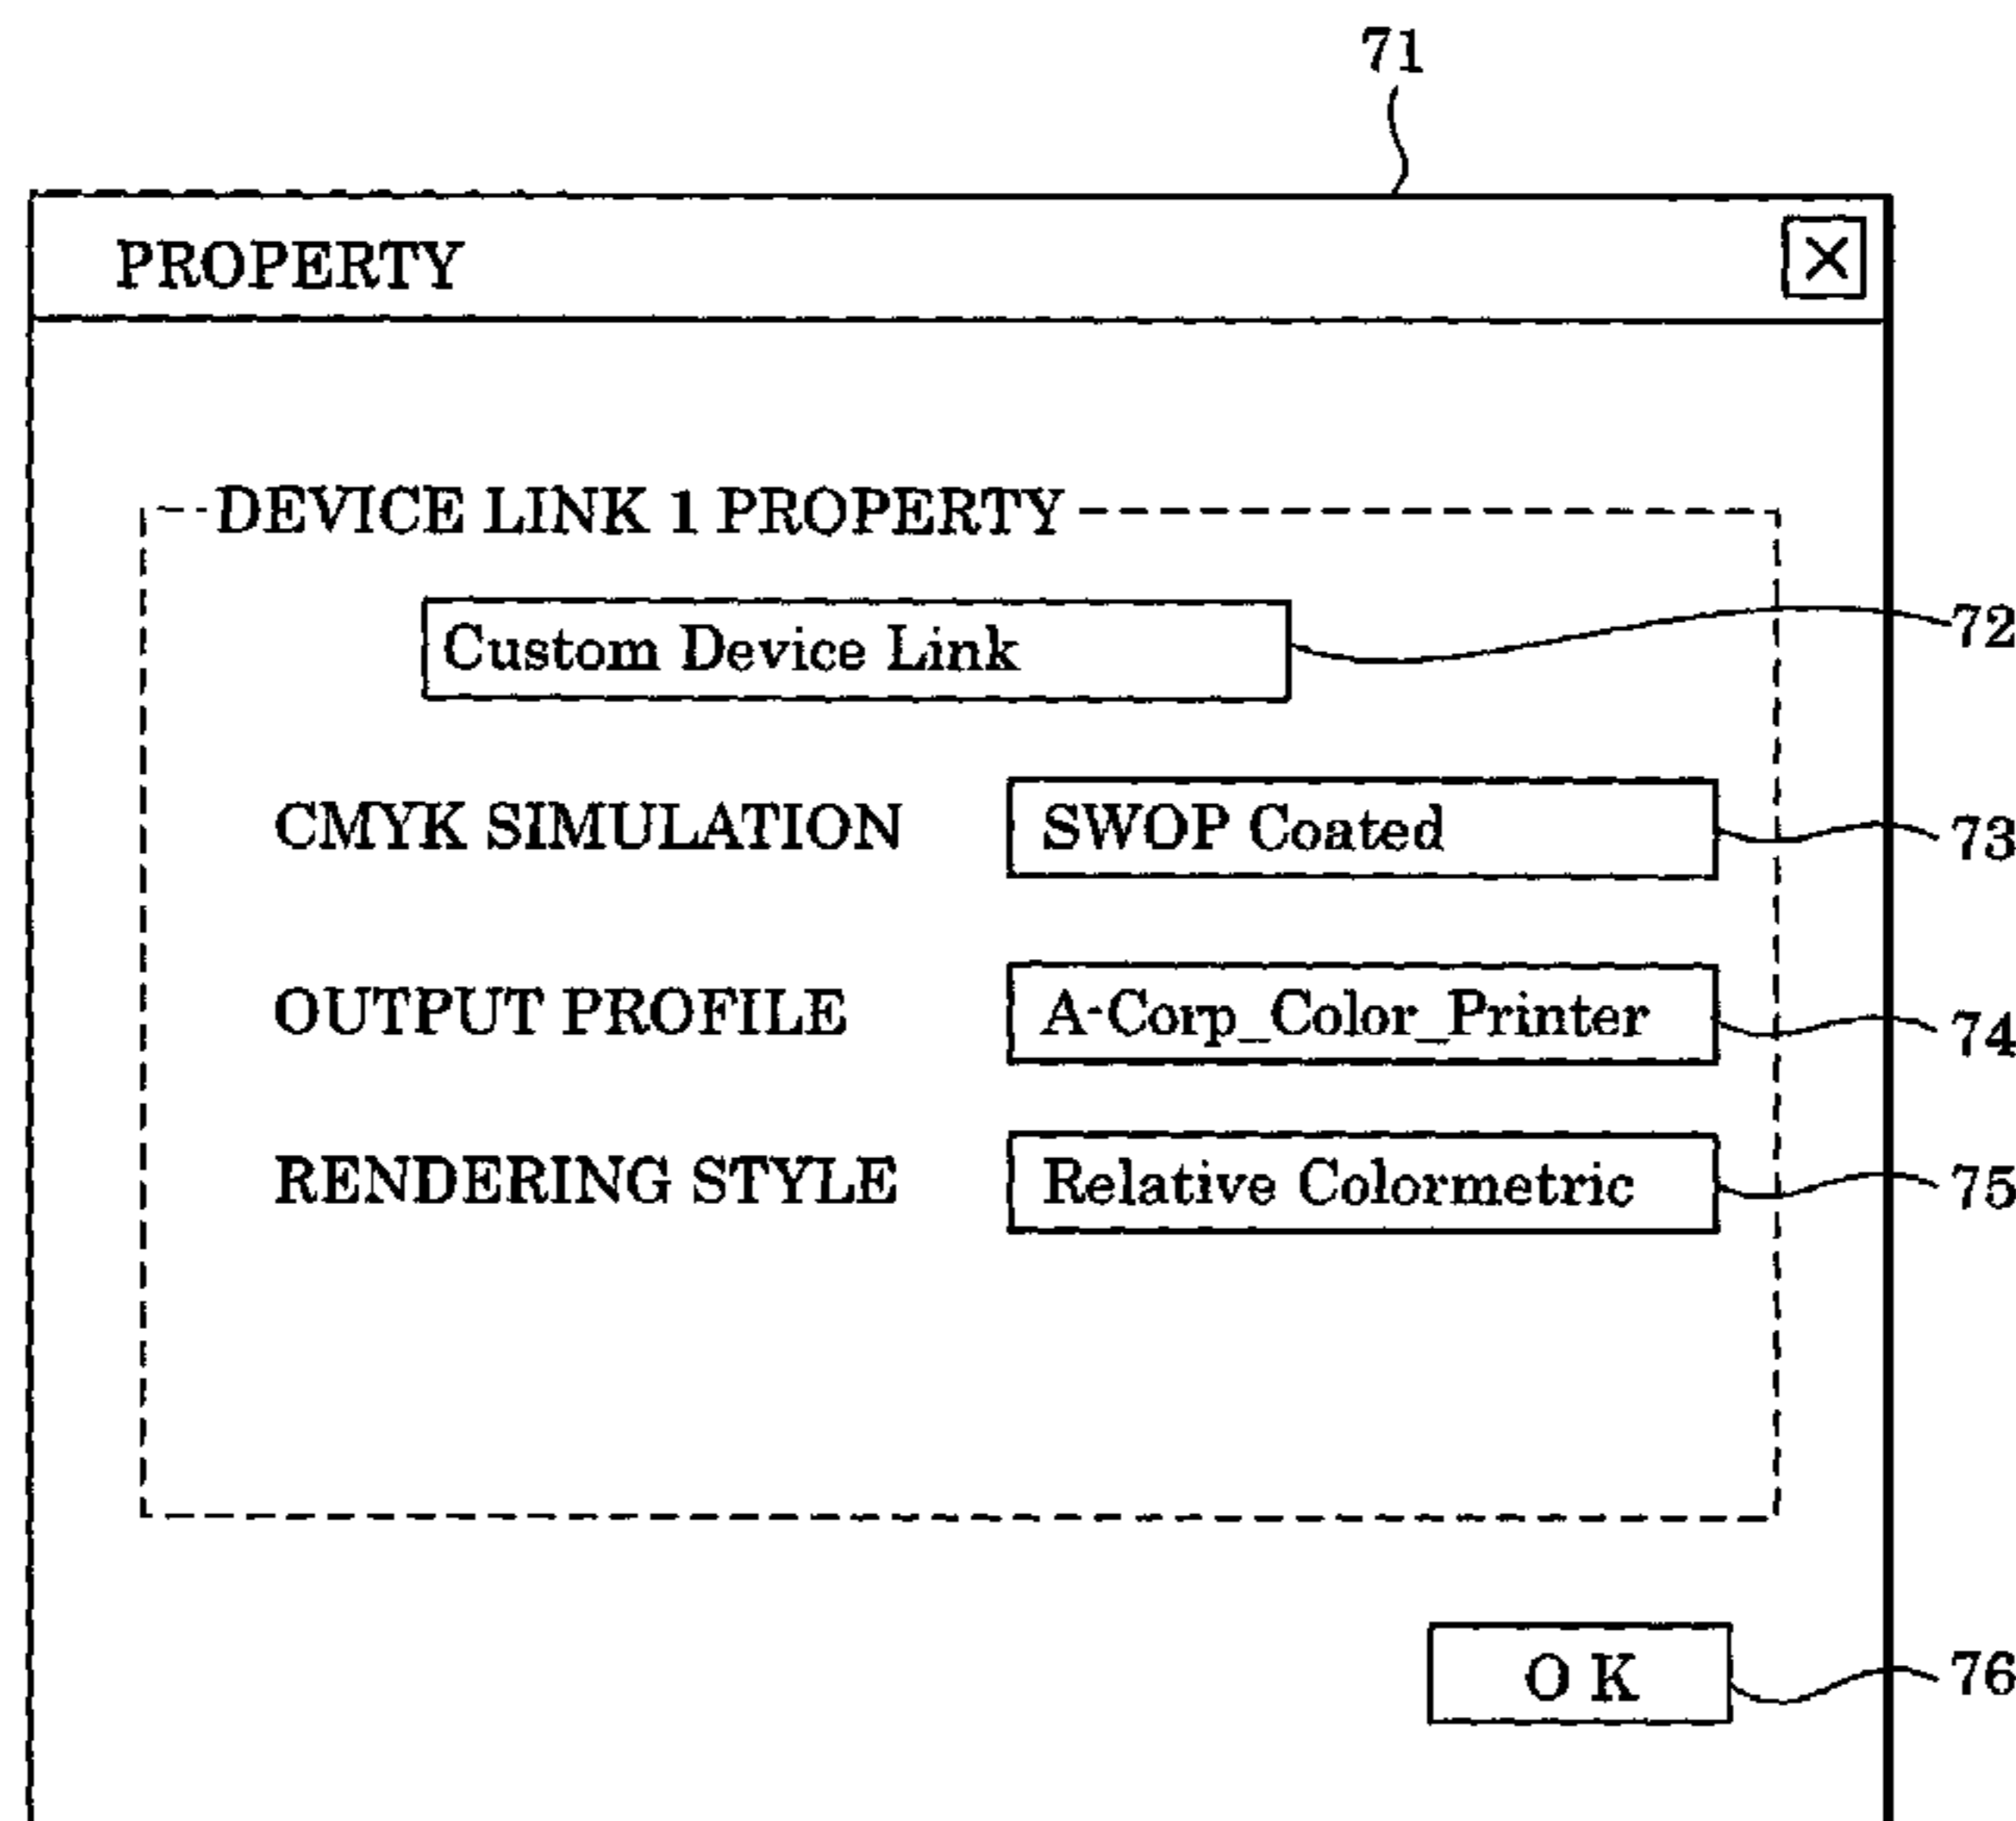 71
PROPERTY
DEVICE LINK 1 PROPERTY
Custom Device Link
72
CMYK SIMULATION SWOP Coated 73
OUTPUT PROFILE A-Corp_Color_Printer 74
RENDERING STYLE Relative Colormetric 75
O K 76